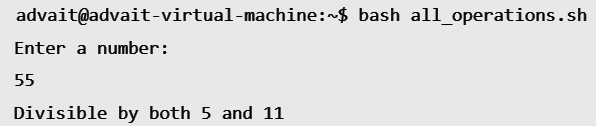 advait@advait-virtual-machine:~$ bash all_operations.sh
Enter a number:
55
Divisible by both 5 and 11